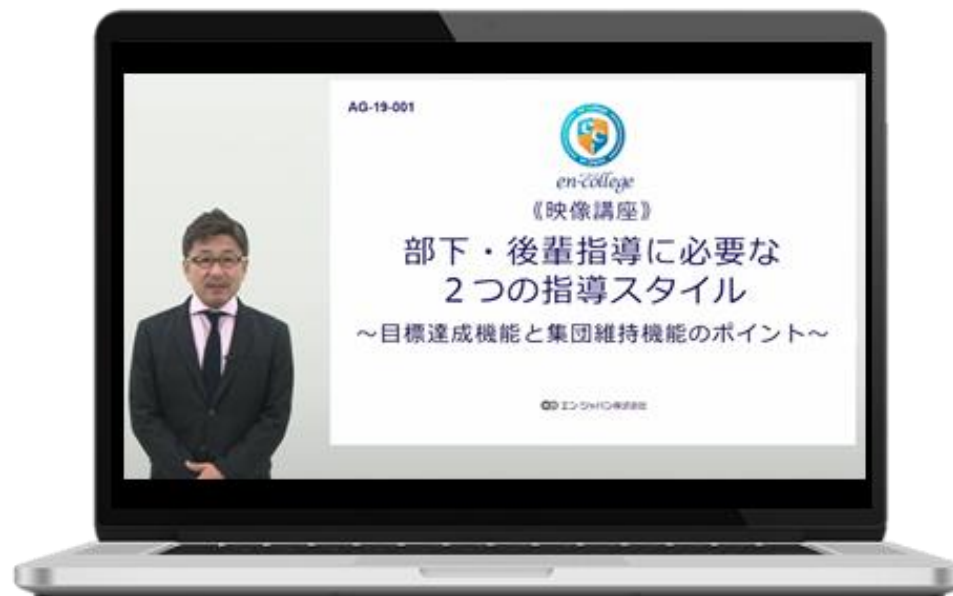 AG-19-001
en-college
《映像講座》
部下・後輩指導に必要な
2つの指導スタイル
～目標達成機能と集団維持機能のポイント～
エン・ジャパン株式会社